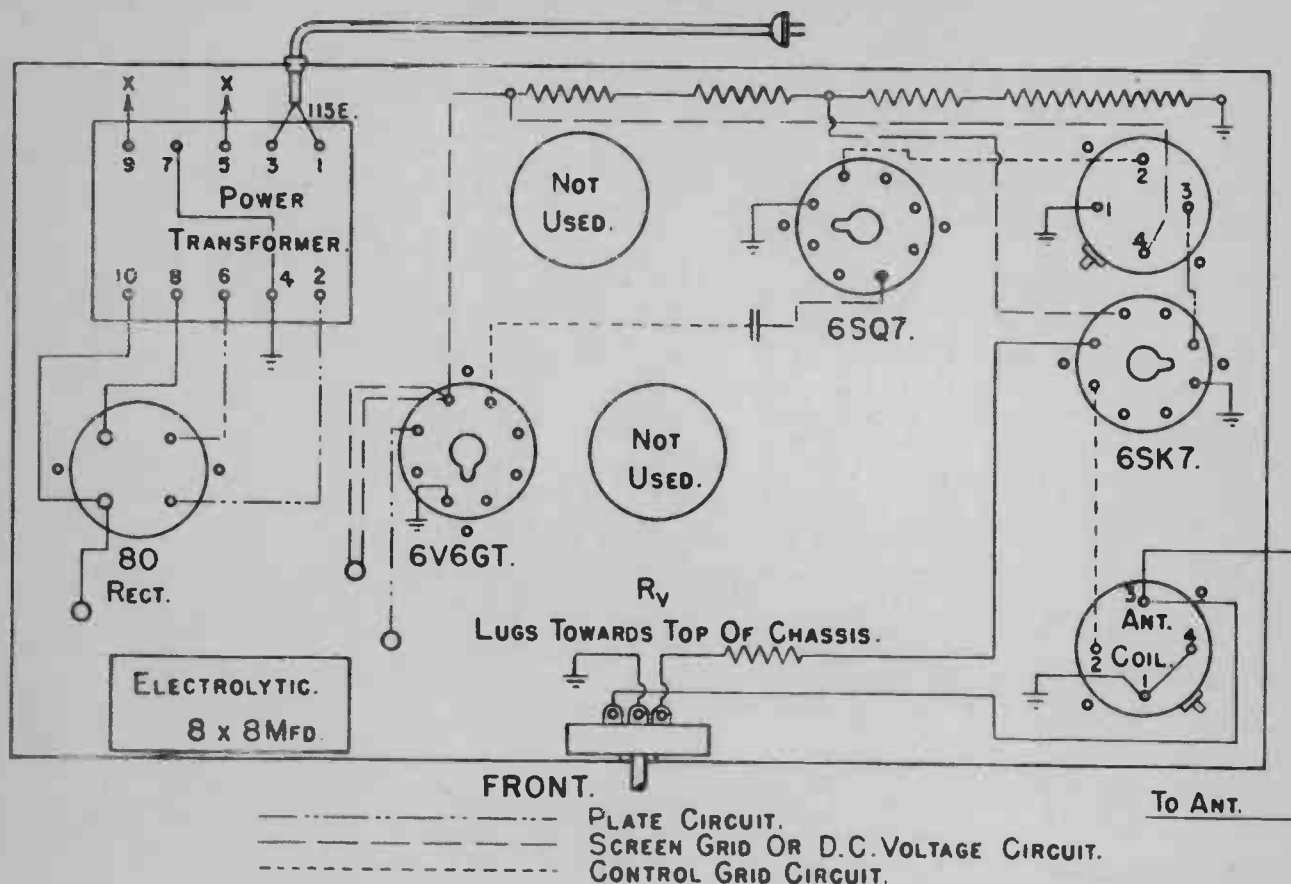 X X
115E.
9 7 5 3 1
POWER
TRANSFORMER.
10 8 6 4 2
NOT
USED.
6SQ7.
2
1 3
4
6SK7.
80
RECT.
6V6GT.
NOT
USED.
RV
LUGS TOWARDS TOP OF CHASSIS.
3
ANT.
2 COIL. 4
1
ELECTROLYTIC.
8 X 8 MFD.
FRONT.
TO ANT.
PLATE CIRCUIT.
SCREEN GRID OR D.C. VOLTAGE CIRCUIT.
CONTROL GRID CIRCUIT.